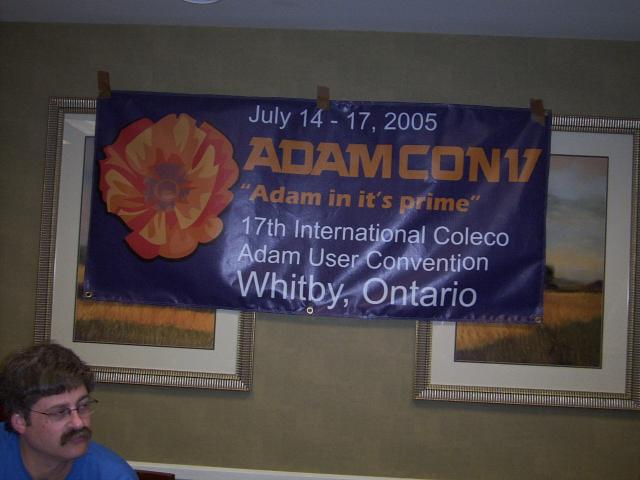 July 14 - 17, 2005
ADAMCON17
"Adam in it's prime"
17th International Coleco
Adam User Convention
Whitby, Ontario